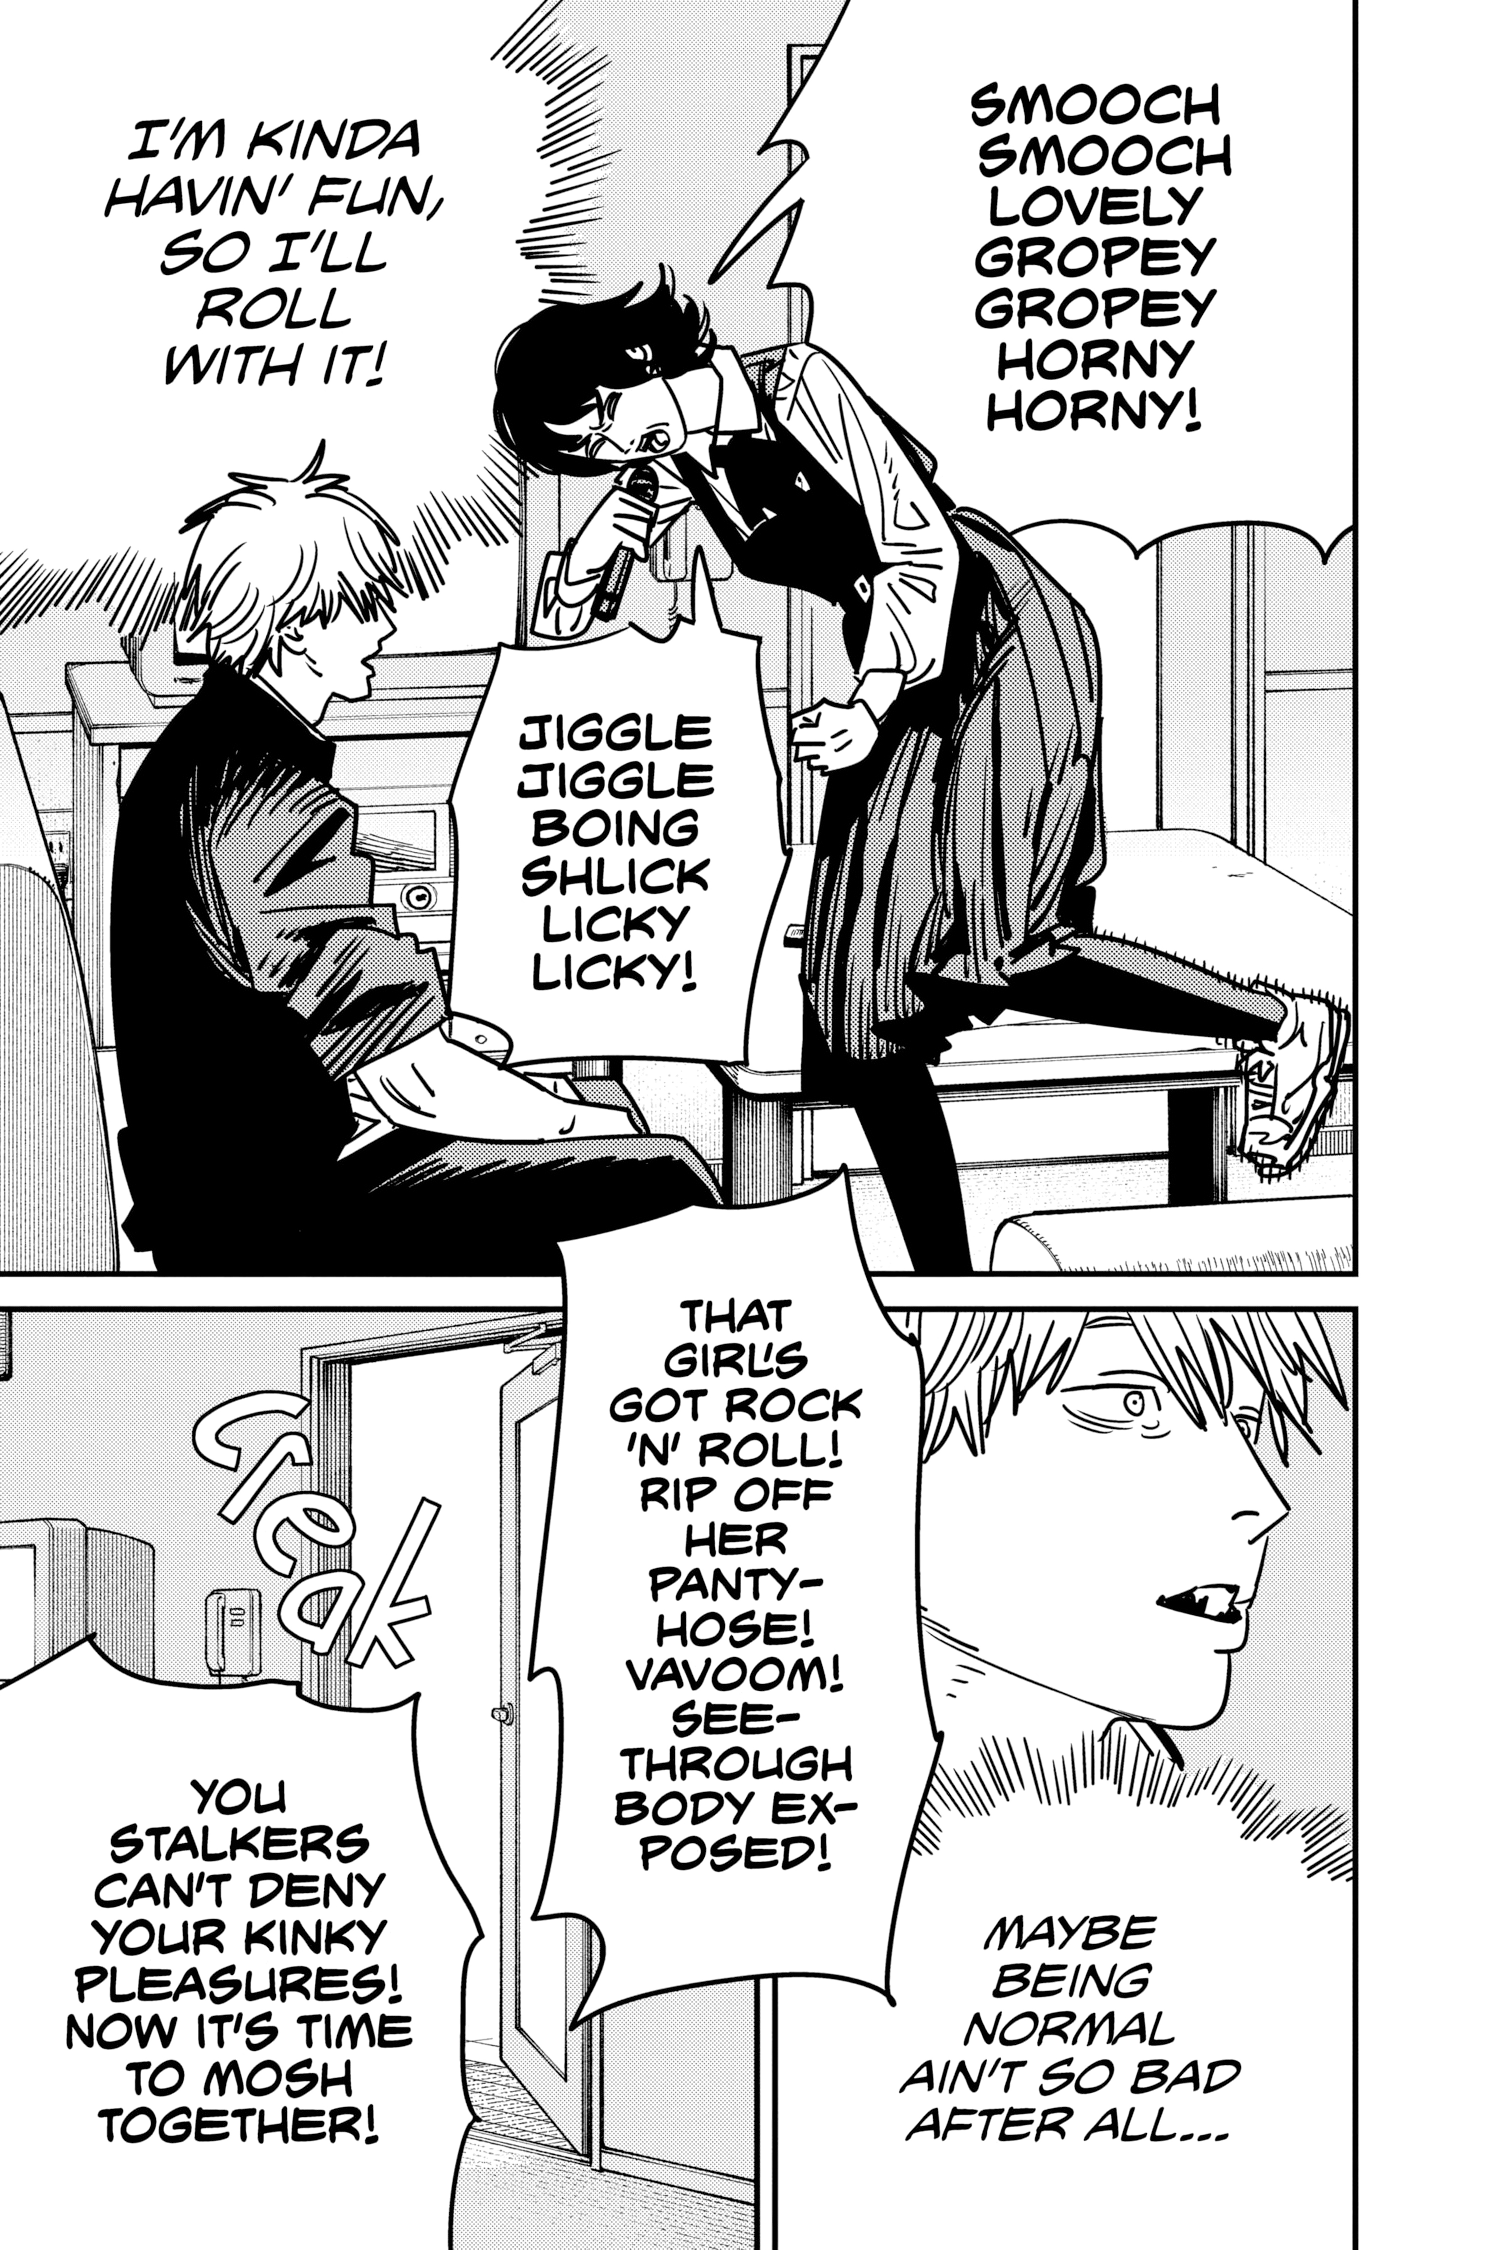 SMOOCH
SMOOCH
LOVELY
GROPEY
GROPEY
HORNY
HORNY!
I'M KINDA
HAVIN' FUN,
SO I'LL
ROLL
WITH IT!
JIGGLE
JIGGLE
BOING
SHLICK
LICKY
LICKY!
THAT
GIRL'S
GOT ROCK
'N' ROLL!
RIP OFF
HER
PANTY-
HOSE!
VAVOOM!
SEE-
THROUGH
BODY EX-
POSED!
MAYBE
BEING
NORMAL
AIN'T SO BAD
AFTER ALL...
Creak
YOU
STALKERS
CAN'T DENY
YOUR KINKY
PLEASURES!
NOW IT'S TIME
TO MOSH
TOGETHER!